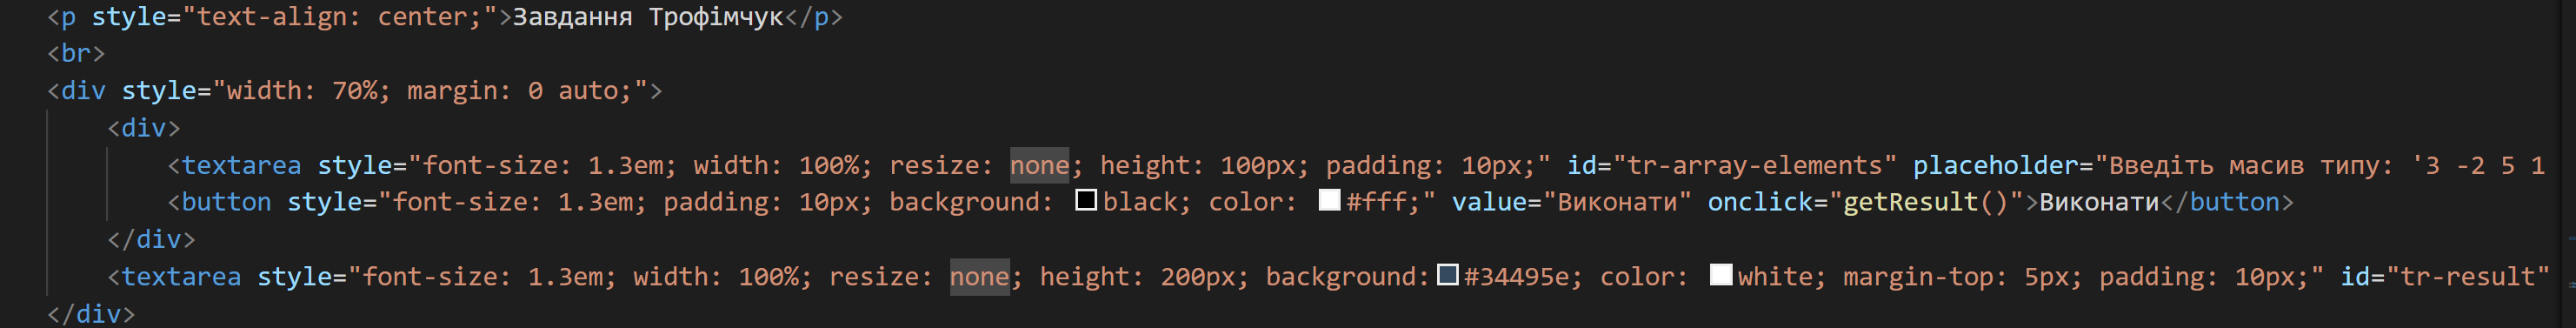 <p style="text-align: center;">Завдання Трофімчук</p>
<br>
<div style="width: 70%; margin: 0 auto;">
<div>
<textarea style="font-size: 1.3em; width: 100%; resize: none; height: 100px; padding: 10px;" id="tr-array-elements" placeholder="Введіть масив типу: '3 -2 5 1
<button style="font-size: 1.3em; padding: 10px; background: black; color: #fff;" value="Виконати" onclick="getResult()">Виконати</button>
</div>
<textarea style="font-size: 1.3em; width: 100%; resize: none; height: 200px; background:#34495e; color: white; margin-top: 5px; padding: 10px;" id="tr-result"
</div>